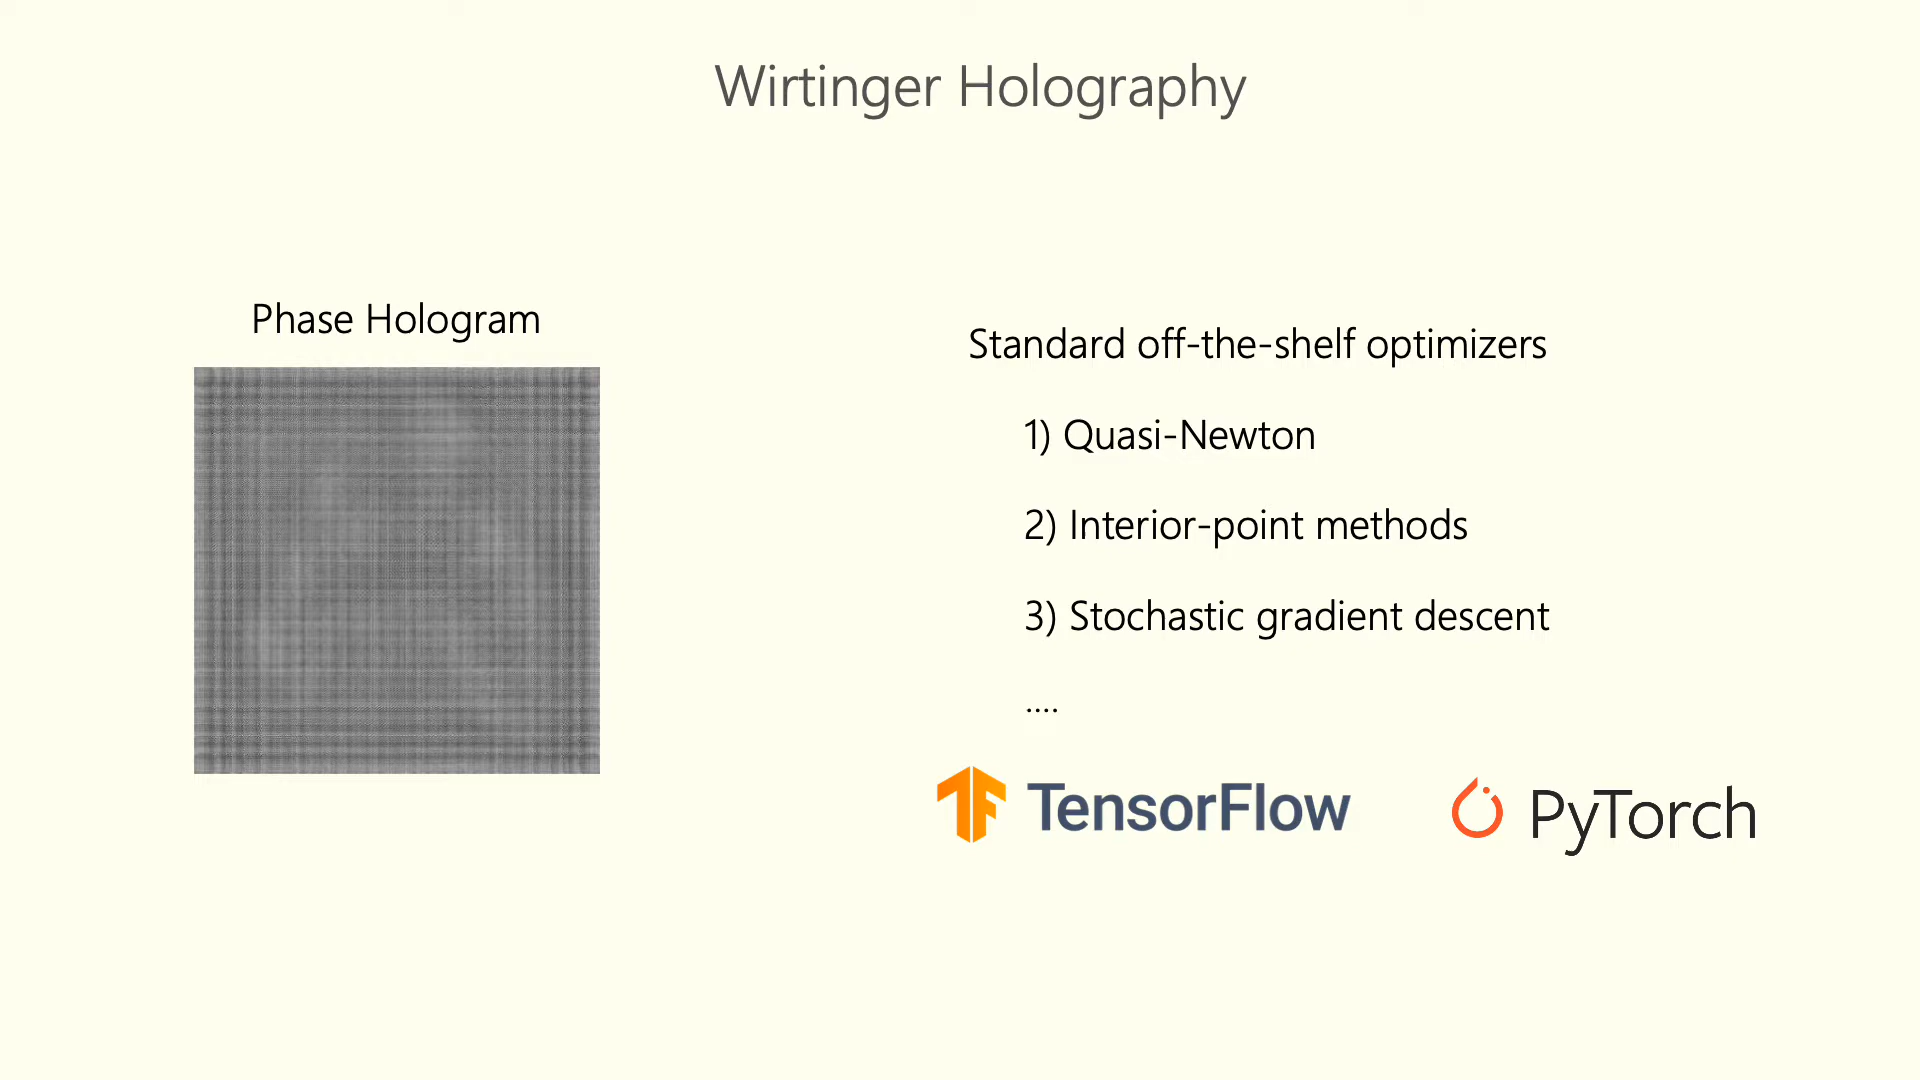 Wirtinger Holography
Phase Hologram
Standard off-the-shelf optimizers
1) Quasi-Newton
2) Interior-point methods
3) Stochastic gradient descent
....
TensorFlow
PyTorch